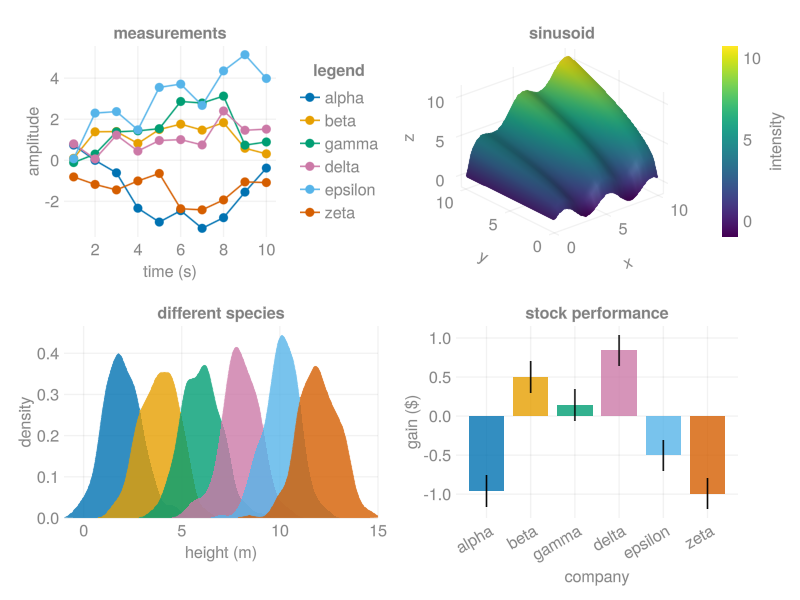 measurements
4
2
0
-2
amplitude
2
4
6
8
10
time (s)
legend
alpha
beta
gamma
delta
epsilon
zeta
sinusoid
10
5
0
z
10
5
0
y
0
5
10
x
10
5
0
intensity
different species
0.4
0.3
0.2
0.1
0.0
density
0
5
10
15
height (m)
stock performance
1.0
0.5
0.0
-0.5
-1.0
gain ($)
alpha
beta
gamma
delta
epsilon
zeta
company